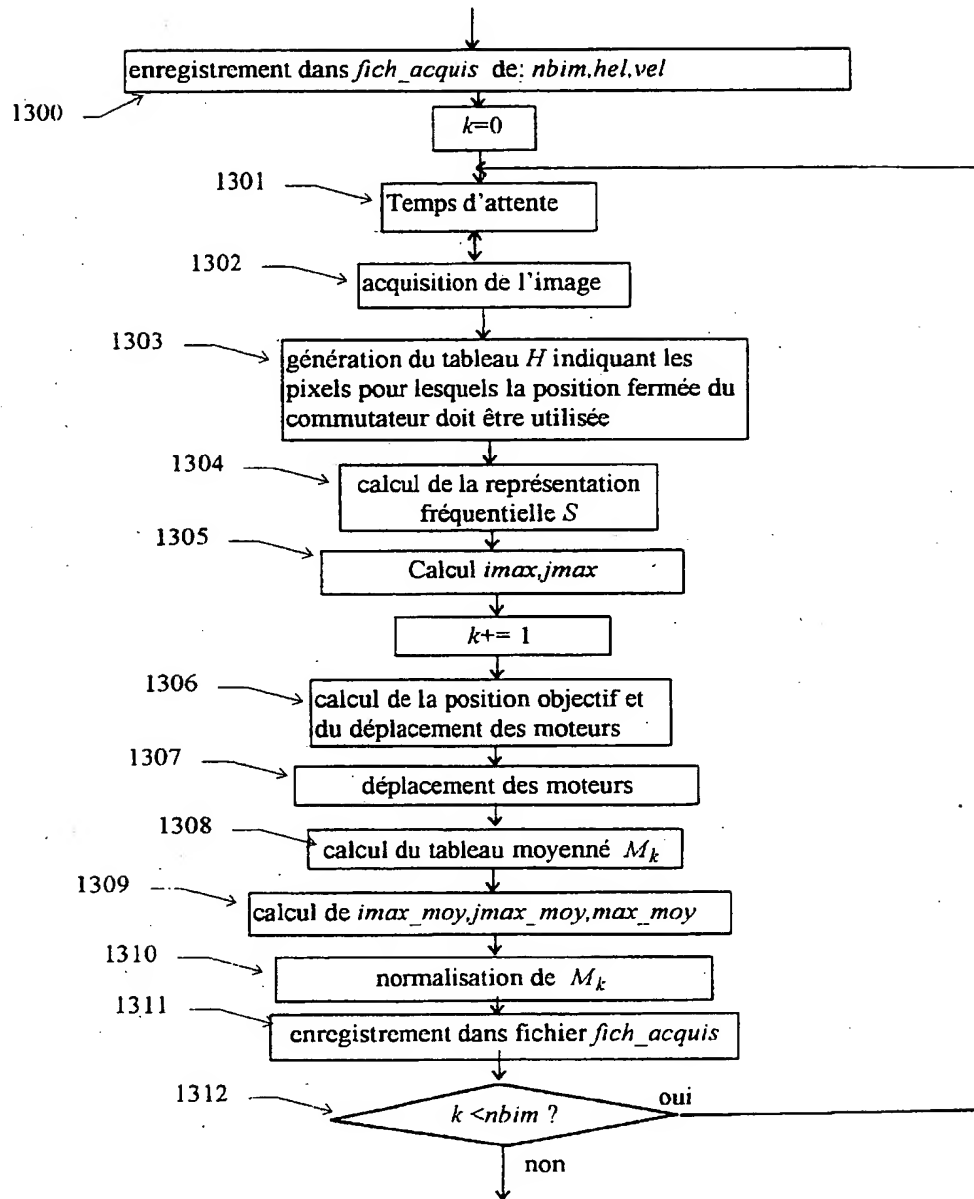 enregistrement dans fich_acquis de: nbim,hel,vel
1300
k=0
1301
Temps d'attente
1302
acquisition de l'image
1303
génération du tableau H indiquant les
pixels pour lesquels la position fermée du
commutateur doit être utilisée
1304
calcul de la représentation
fréquentielle S
1305
Calcul imax,jmax
k+= 1
1306
calcul de la position objectif et
du déplacement des moteurs
1307
déplacement des moteurs
1308
calcul du tableau moyenné Mk
1309
calcul de imax_moy,jmax_moy,max_moy
1310
normalisation de Mk
1311
enregistrement dans fichier fich_acquis
1312
k <nbim ?
oui
non